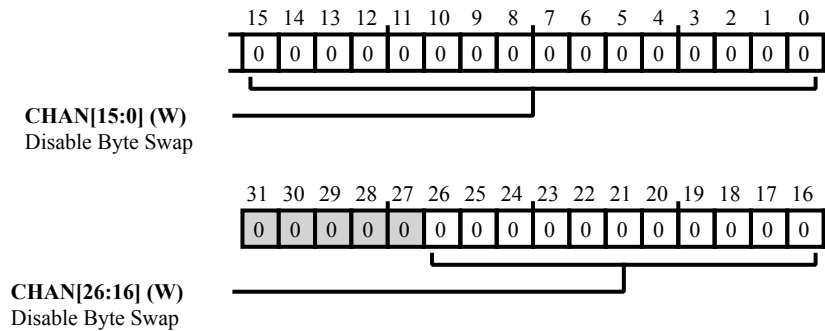 15 14 13 12 11 10 9 8 7 6 5 4 3 2 1 0
0 0 0 0 0 0 0 0 0 0 0 0 0 0 0 0
CHAN[15:0] (W)
Disable Byte Swap
31 30 29 28 27 26 25 24 23 22 21 20 19 18 17 16
0 0 0 0 0 0 0 0 0 0 0 0 0 0 0 0
CHAN[26:16] (W)
Disable Byte Swap